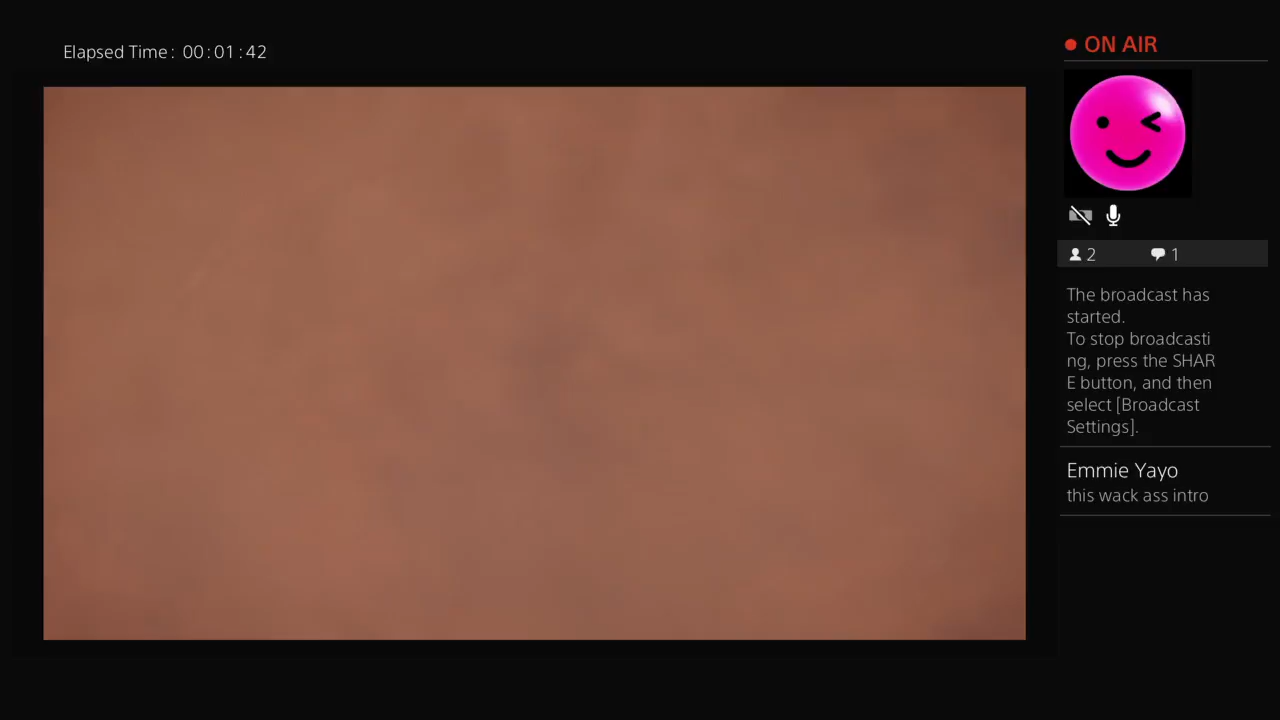 Elapsed Time: 00:01:42
ON AIR
2 1
The broadcast has
started.
To stop broadcasti
ng, press the SHAR
E button, and then
select [Broadcast
Settings].
Emmie Yayo
this wack ass intro